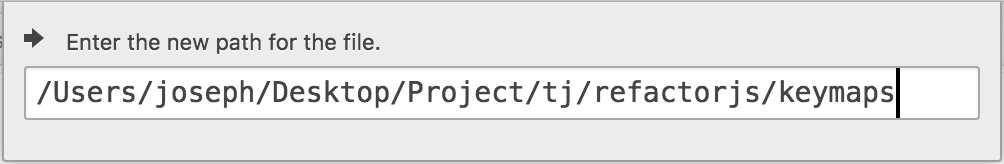 Enter the new path for the file.
/Users/joseph/Desktop/Project/tj/refactorjs/keymaps